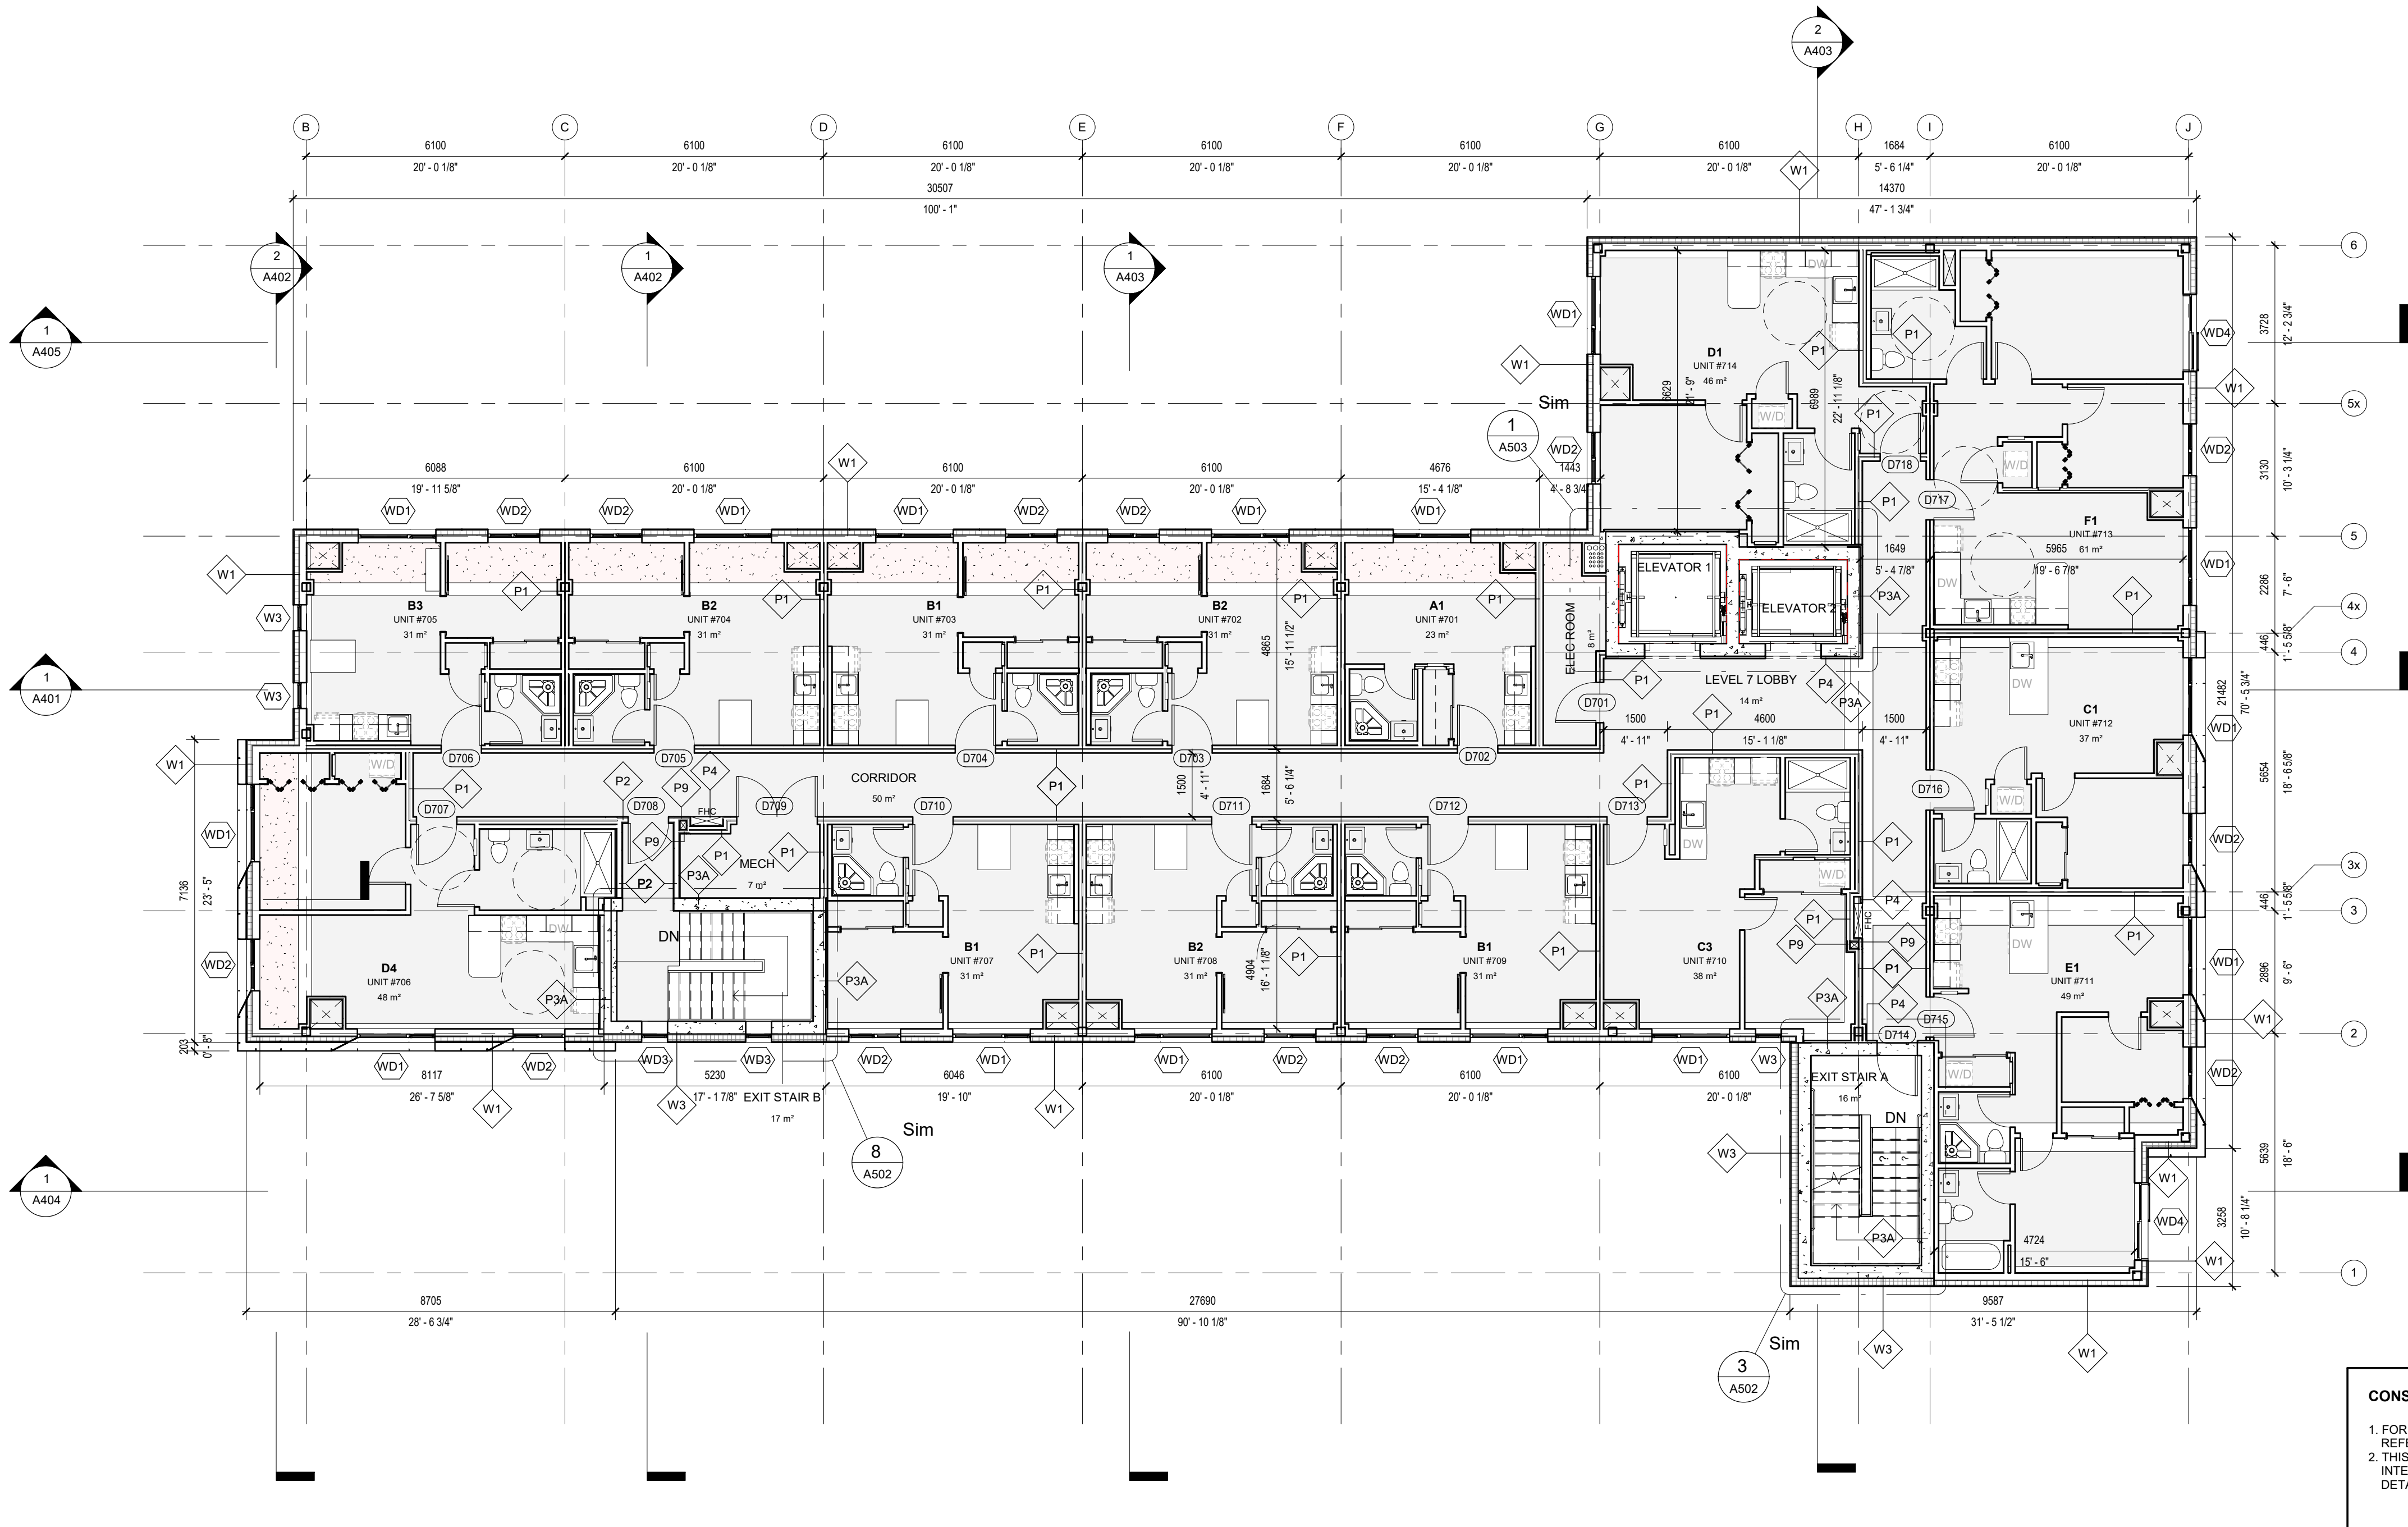 2
A403
B
C
D
E
F
G
H
I
J
6100
6100
6100
6100
6100
6100
1684
6100
20' - 0 1/8"
20' - 0 1/8"
20' - 0 1/8"
20' - 0 1/8"
20' - 0 1/8"
20' - 0 1/8"
5' - 6 1/4"
20' - 0 1/8"
W1
30507
14370
100' - 1"
47' - 1 3/4"
2
A402
1
A402
1
A403
6
1
A405
WD1
DW
P1
P1
WD4
3728
12' - 2 3/4"
D1
UNIT #714
46 m²
W1
6629
21' - 9"
6989
22' - 11 1/8"
W1
Sim
W/D
P1
5x
1
A503
WD2
D718
W/D
WD2
3130
10' - 3 1/4"
W1
6088
6100
6100
6100
4676
1443
19' - 11 5/8"
20' - 0 1/8"
20' - 0 1/8"
20' - 0 1/8"
15' - 4 1/8"
4' - 8 3/4"
WD1
WD2
WD2
WD1
WD1
WD2
WD2
WD1
WD1
P1
D717
F1
UNIT #713
61 m²
5
1649
5' - 4 7/8"
5965
19' - 6 7/8"
WD1
2286
7' - 6"
W1
ELEVATOR 1
ELEVATOR 2
P3A
DW
P1
4x
W3
P1
P1
P1
P1
P1
B3
UNIT #705
31 m²
B2
UNIT #704
31 m²
B1
UNIT #703
31 m²
B2
UNIT #702
31 m²
A1
UNIT #701
23 m²
4865
15' - 11 1/2"
ELEC ROOM
8 m²
446
1' - 5 5/8"
4
1
A401
W3
P1
LEVEL 7 LOBBY
14 m²
P4
P3A
D701
P1
DW
C1
UNIT #712
37 m²
21482
70' - 5 3/4"
WD1
1500
4600
1500
4' - 11"
15' - 1 1/8"
4' - 11"
W1
D706
D705
D704
D703
D702
W/D
P1
P2
P4
P9
CORRIDOR
50 m²
P1
1500
4' - 11"
1684
5' - 6 1/4"
P1
D716
W/D
5654
18' - 6 5/8"
D707
D708
FHC
D709
D710
D711
D712
D713
WD1
P9
P1
MECH
7 m²
P1
P3A
P2
DW
W/D
P1
WD2
3x
7136
23' - 5"
P4
446
1' - 5 5/8"
3
FHC
P1
P9
P9
P1
DW
DW
DN
D4
UNIT #706
48 m²
WD2
P3A
P3A
B1
UNIT #707
31 m²
P1
B2
UNIT #708
31 m²
4904
16' - 1 1/8"
P1
B1
UNIT #709
31 m²
P1
C3
UNIT #710
38 m²
P1
P3A
P4
E1
UNIT #711
49 m²
WD1
2896
9' - 6"
D715
D714
W1
2
203
0' - 8"
WD1
WD2
WD3
WD3
WD2
WD1
WD1
WD2
WD2
WD1
WD1
W3
8117
5230
6046
6100
6100
6100
26' - 7 5/8"
17' - 1 7/8"
19' - 10"
20' - 0 1/8"
20' - 0 1/8"
20' - 0 1/8"
W1
W3
EXIT STAIR B
17 m²
W1
EXIT STAIR A
16 m²
DN
W/D
WD2
Sim
8
A502
W3
5639
18' - 6"
W1
1
A404
? ?
P3A
WD4
3258
10' - 8 1/4"
4724
15' - 6"
W1
1
8705
27690
9587
28' - 6 3/4"
90' - 10 1/8"
31' - 5 1/2"
Sim
W3
W1
3
A502
CONS
1. FOR
REFE
2. THIS
INTE
DETA